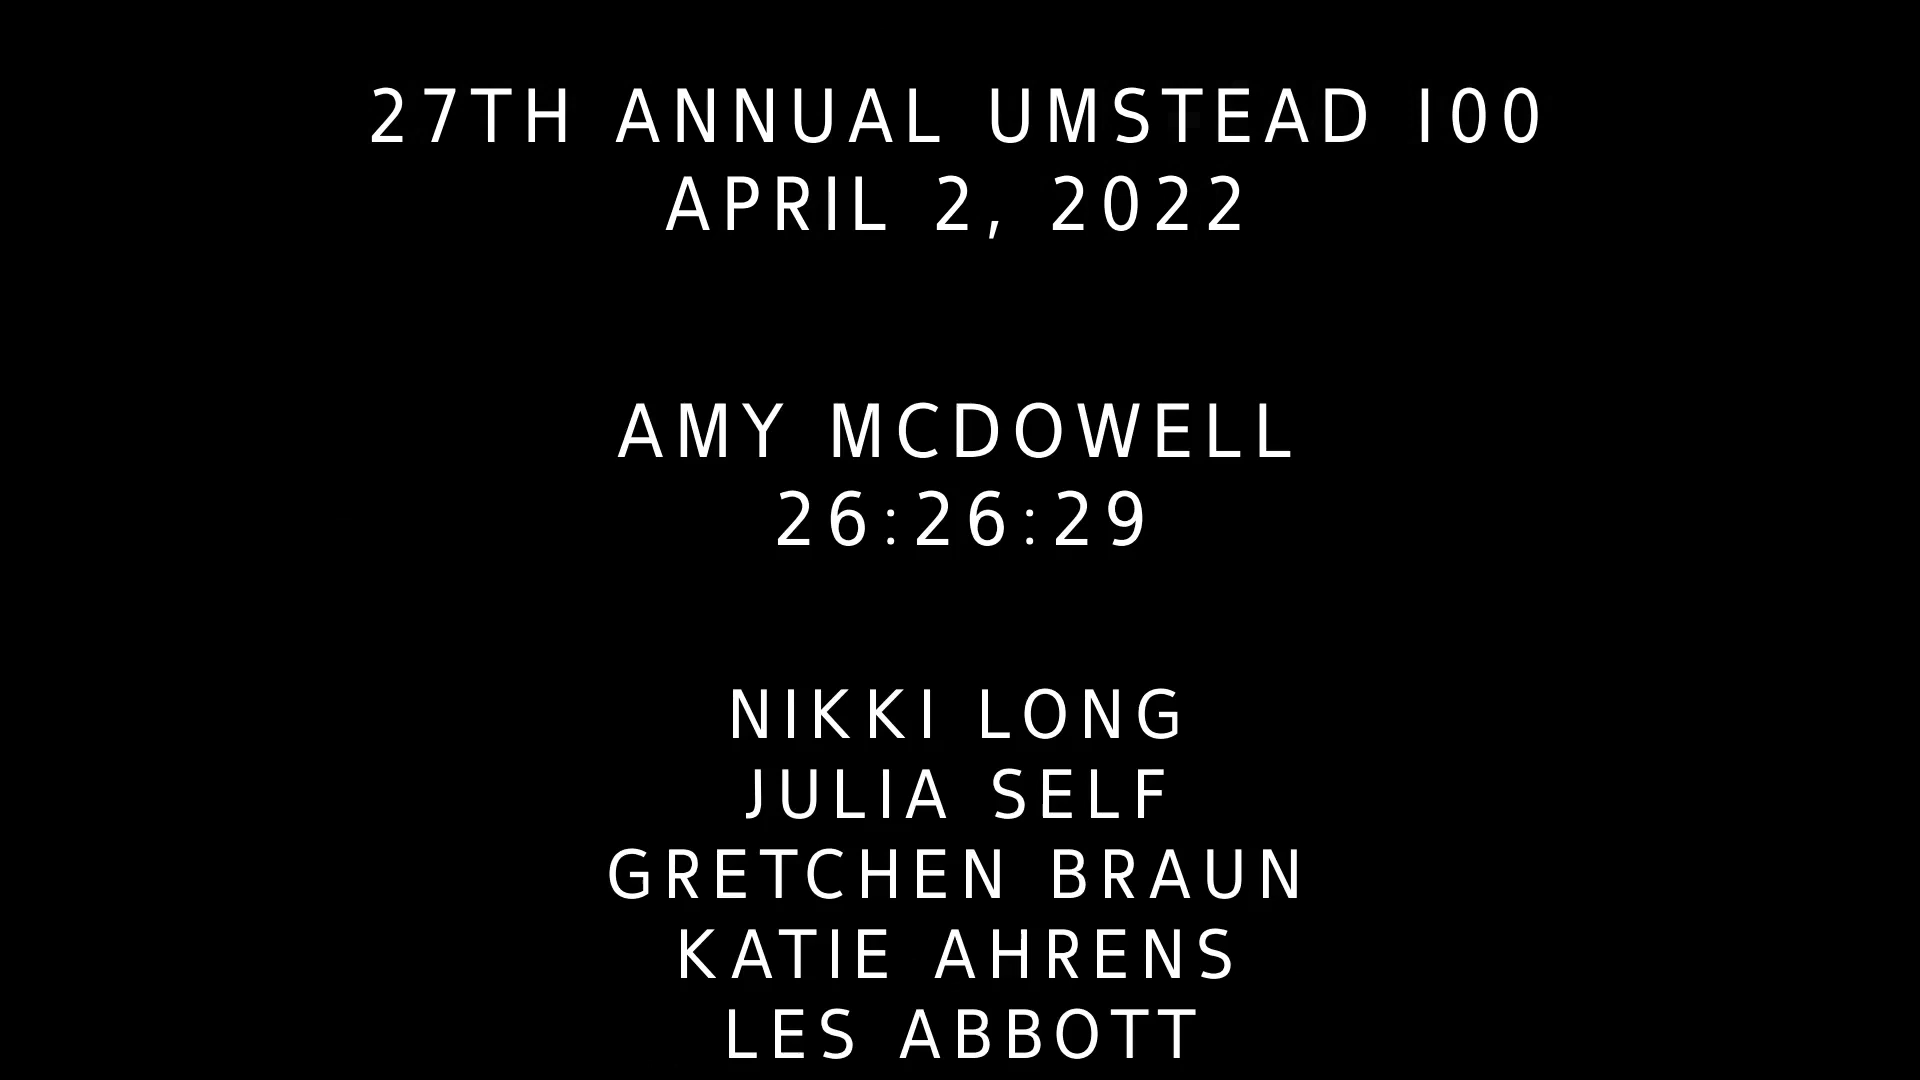 27TH ANNUAL UMSTEAD 100
APRIL 2, 2022
AMY MCDOWELL
26:26:29
NIKKI LONG
JULIA SELF
GRETCHEN BRAUN
KATIE AHRENS
LES ABBOTT